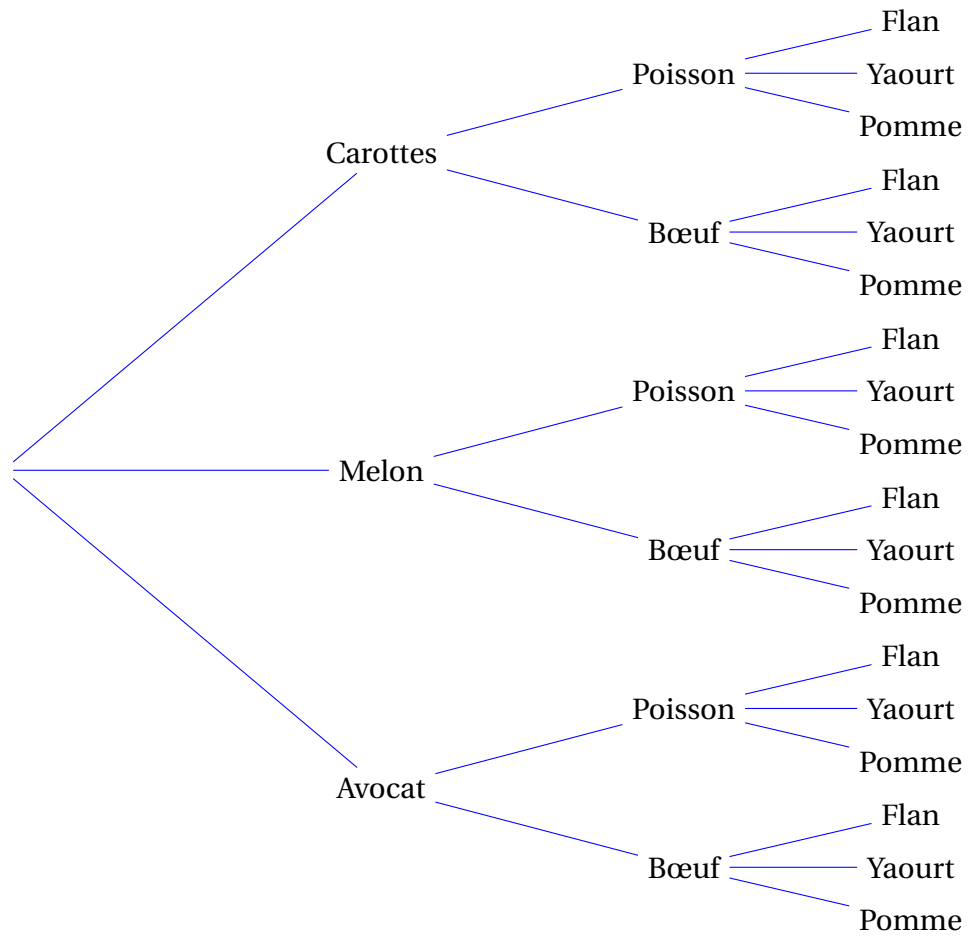 Flan
Poisson Yaourt
Pomme
Carottes
Flan
Bœuf Yaourt
Pomme
Flan
Poisson Yaourt
Pomme
Melon
Flan
Bœuf Yaourt
Pomme
Flan
Poisson Yaourt
Pomme
Avocat
Flan
Bœuf Yaourt
Pomme